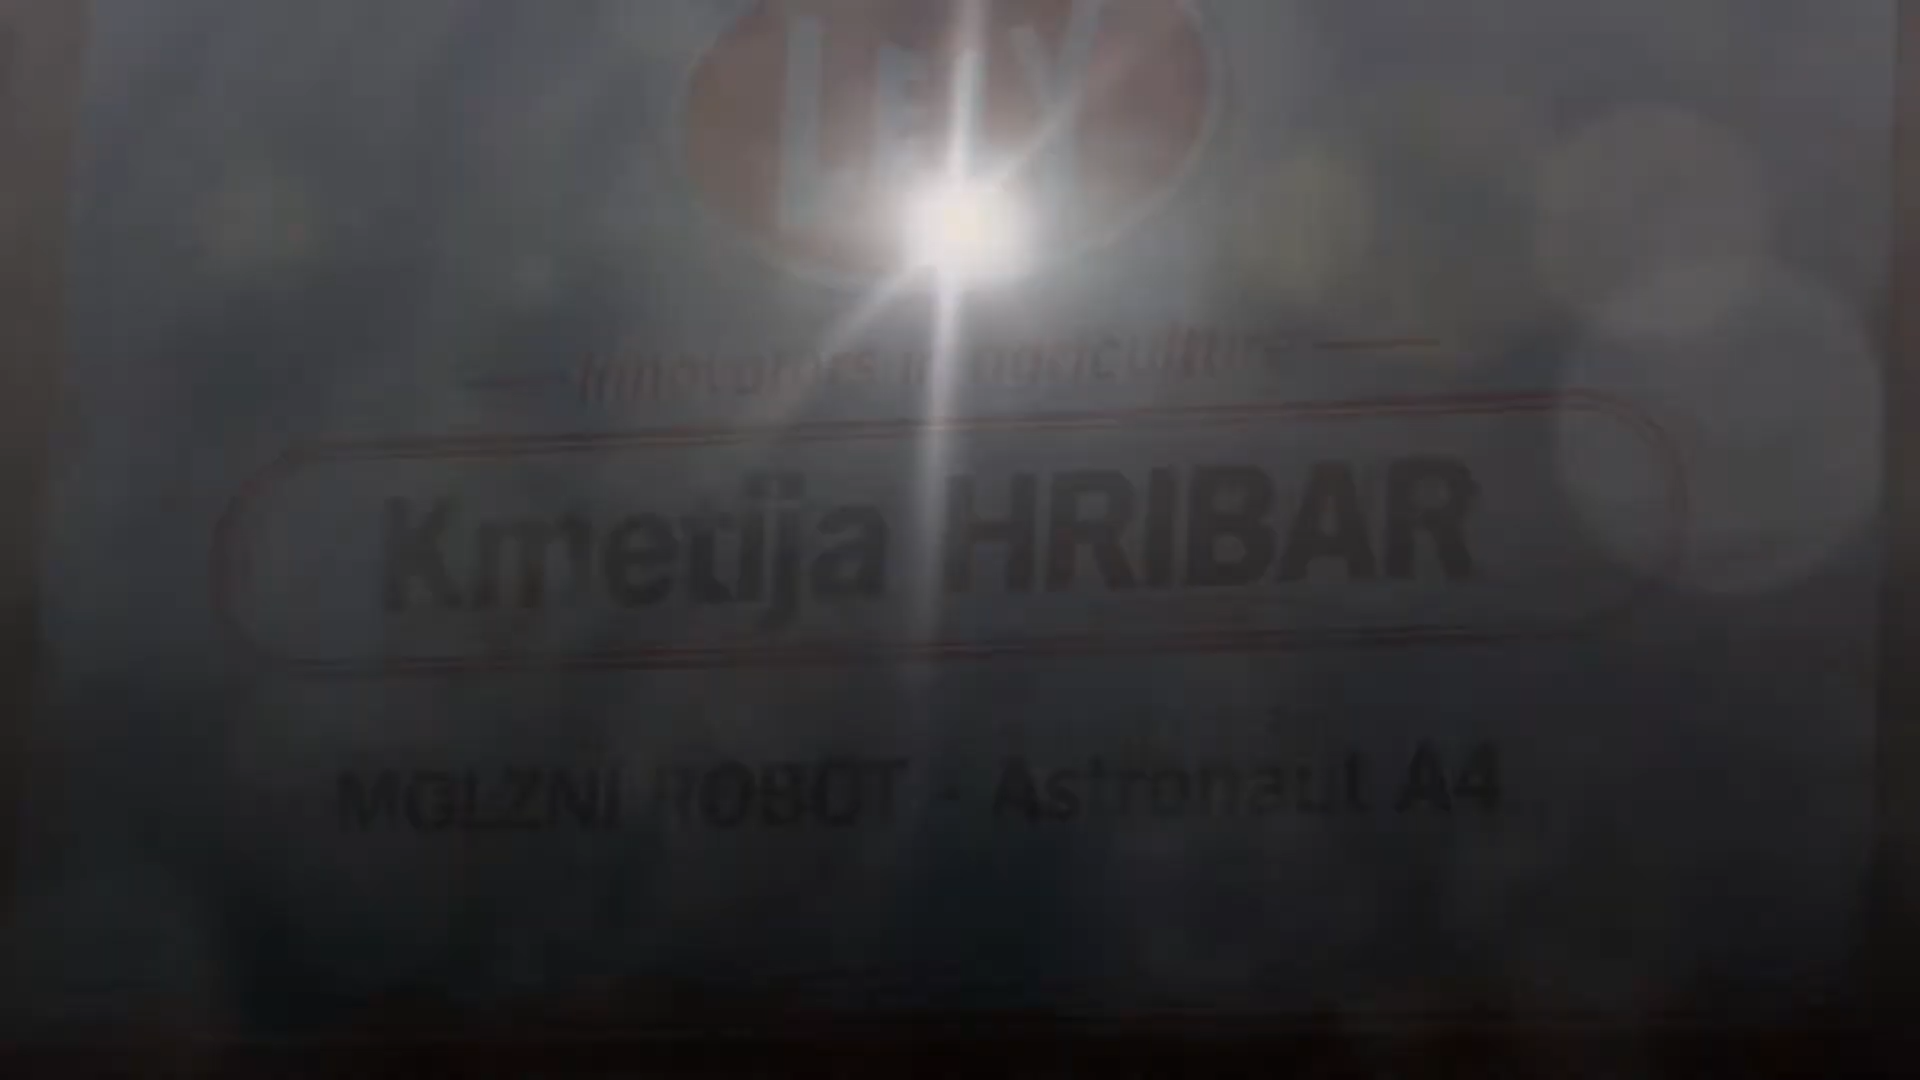 LELY
innovators in agriculture
Kmetija HRIBAR
MOLZNI ROBOT - Astronaut A4